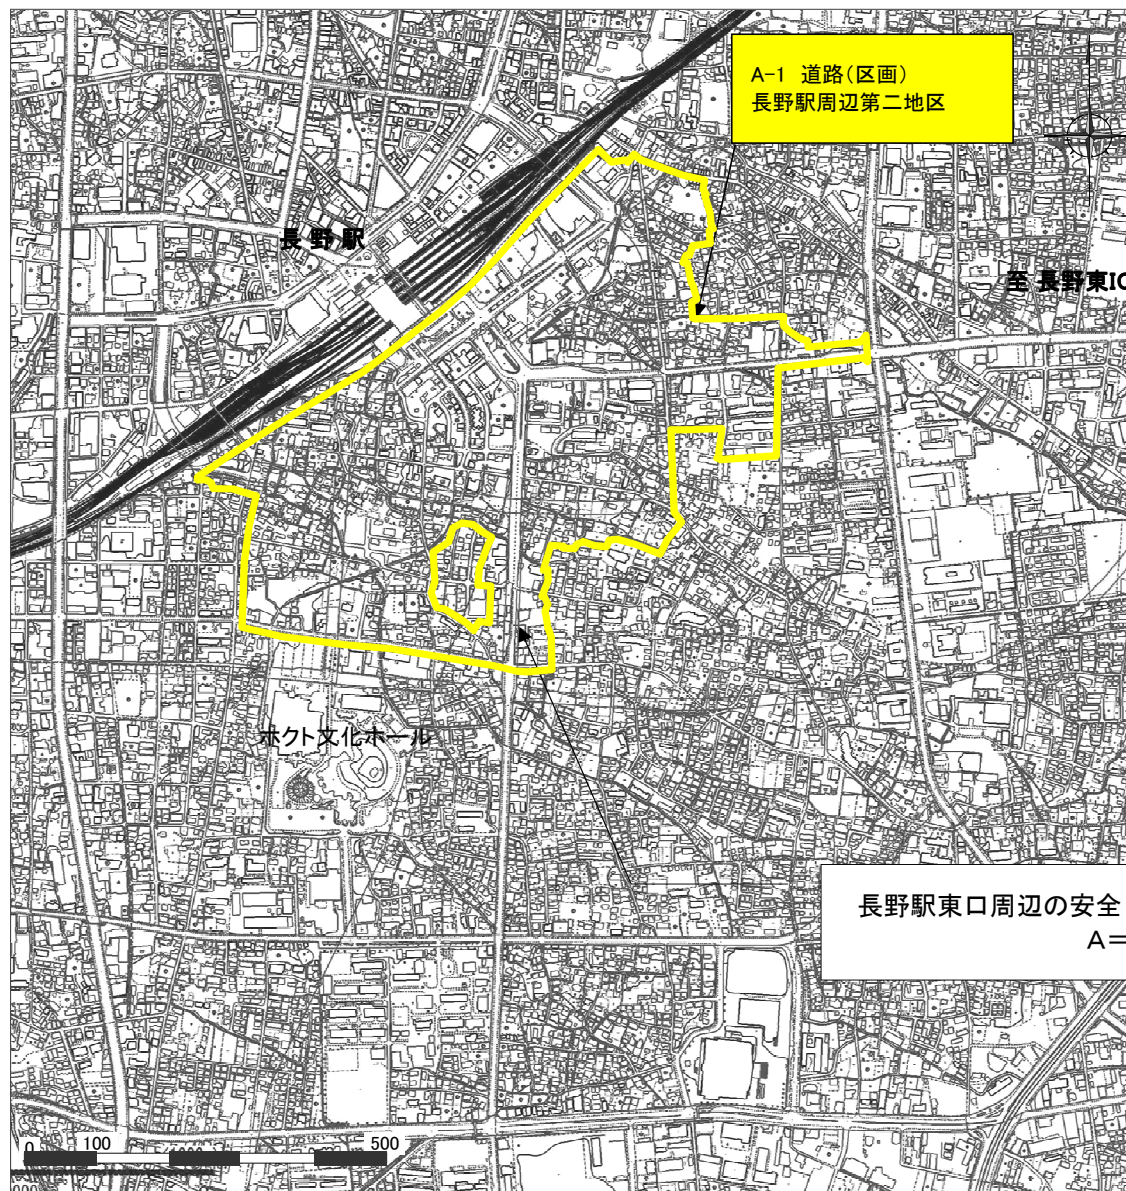 A-1 道路(区画)
長野駅周辺第二地区
長野駅
至 長野東IC
ホクト文化ホール
長野駅東口周辺の安全
A=
0 100 500